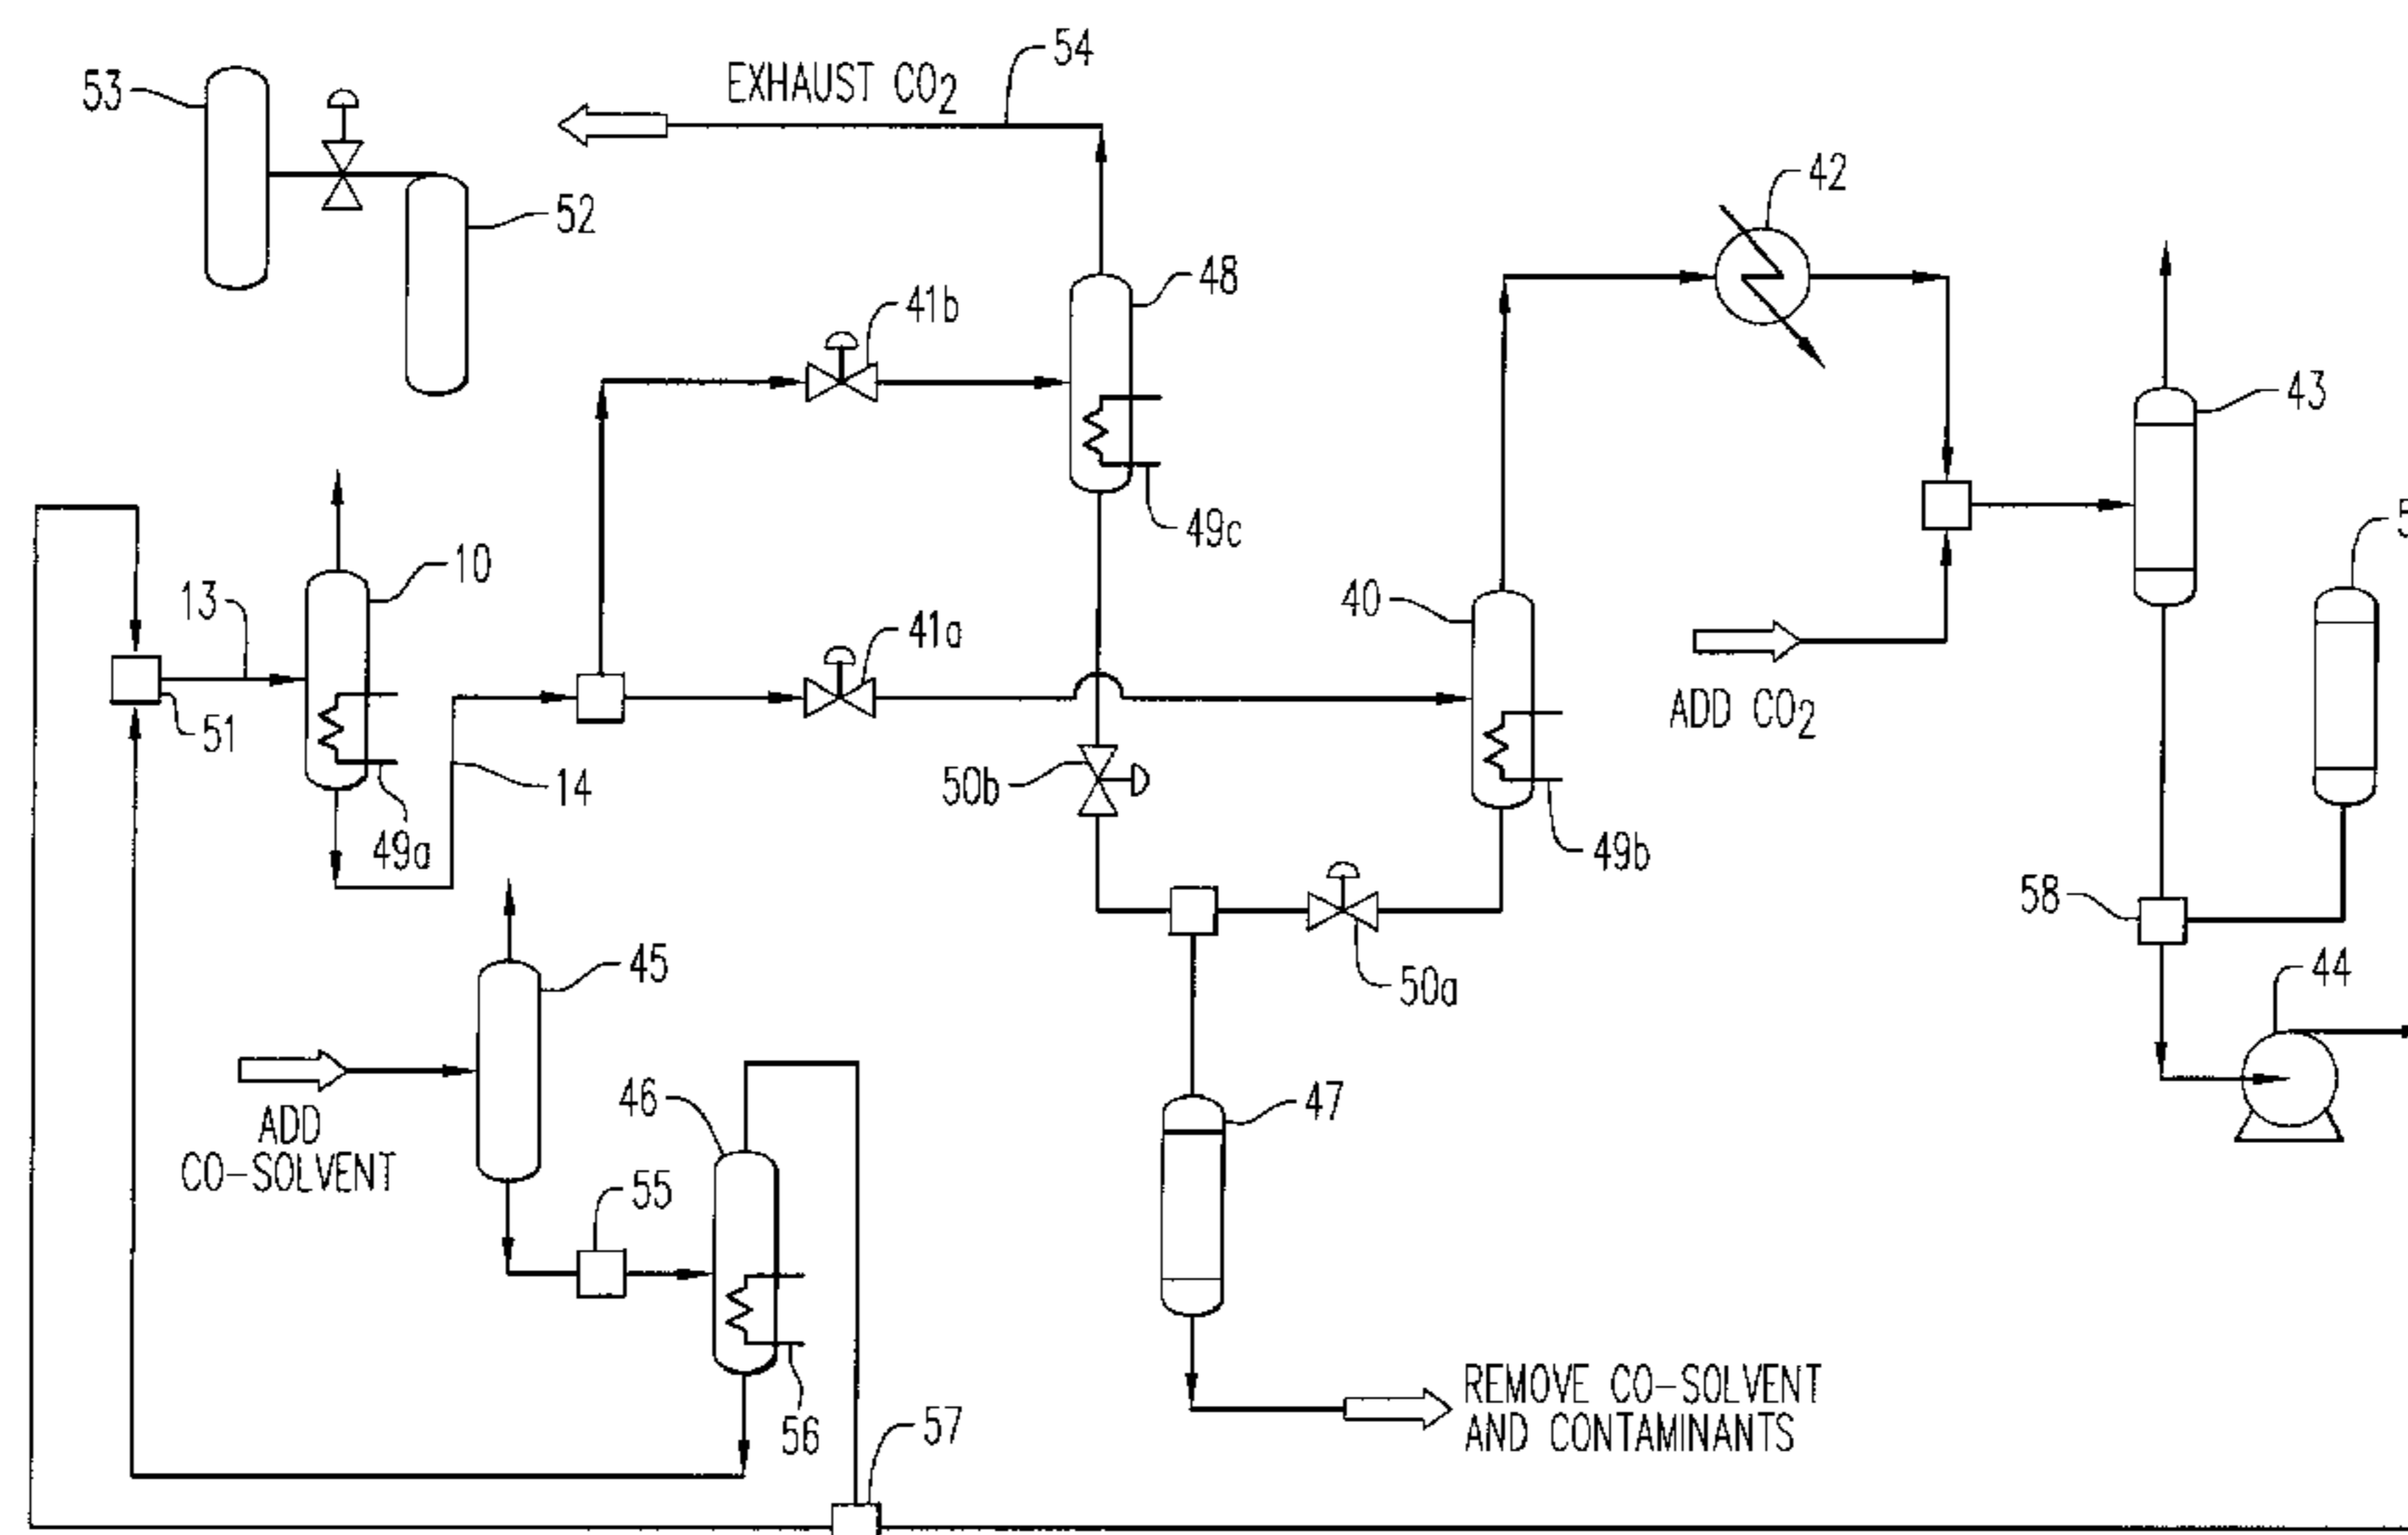 54
53
EXHAUST CO2
42
52
48
41b
43
49c
10
13
40
41a
51
ADD CO2
14
50b
49a
49b
58
45
44
50a
46
47
ADD
CO-SOLVENT
55
REMOVE CO-SOLVENT
AND CONTAMINANTS
57
56